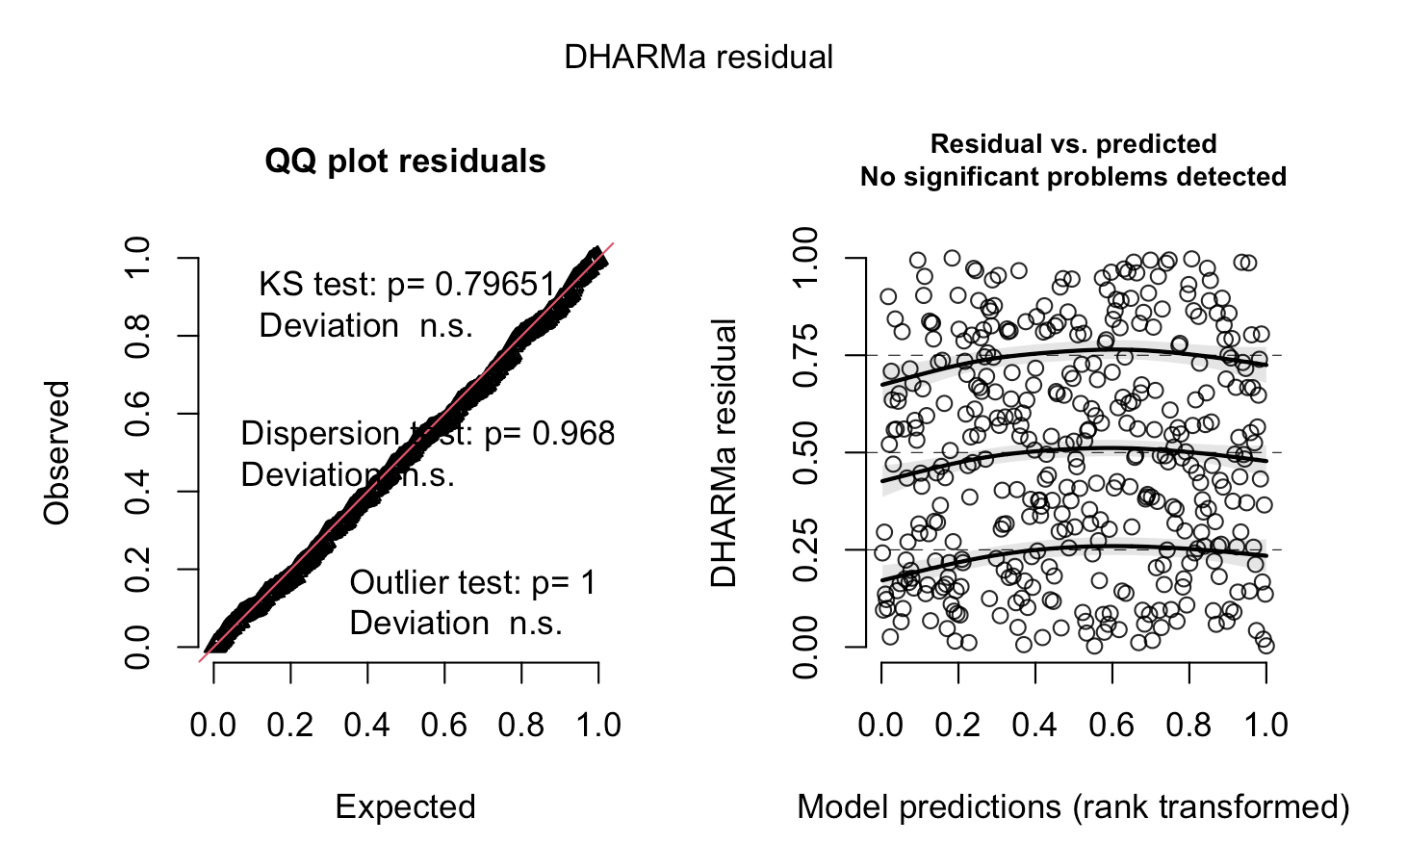 DHARMa residual
QQ plot residuals
KS test: p= 0.79651
Deviation n.s.
Dispersion test: p= 0.968
Deviation n.s.
Outlier test: p= 1
Deviation n.s.
Observed
0.0 0.2 0.4 0.6 0.8 1.0
0.0 0.2 0.4 0.6 0.8 1.0
Expected
Residual vs. predicted
No significant problems detected
DHARMa residual
0.00 0.25 0.50 0.75 1.00
0.0 0.2 0.4 0.6 0.8 1.0
Model predictions (rank transformed)